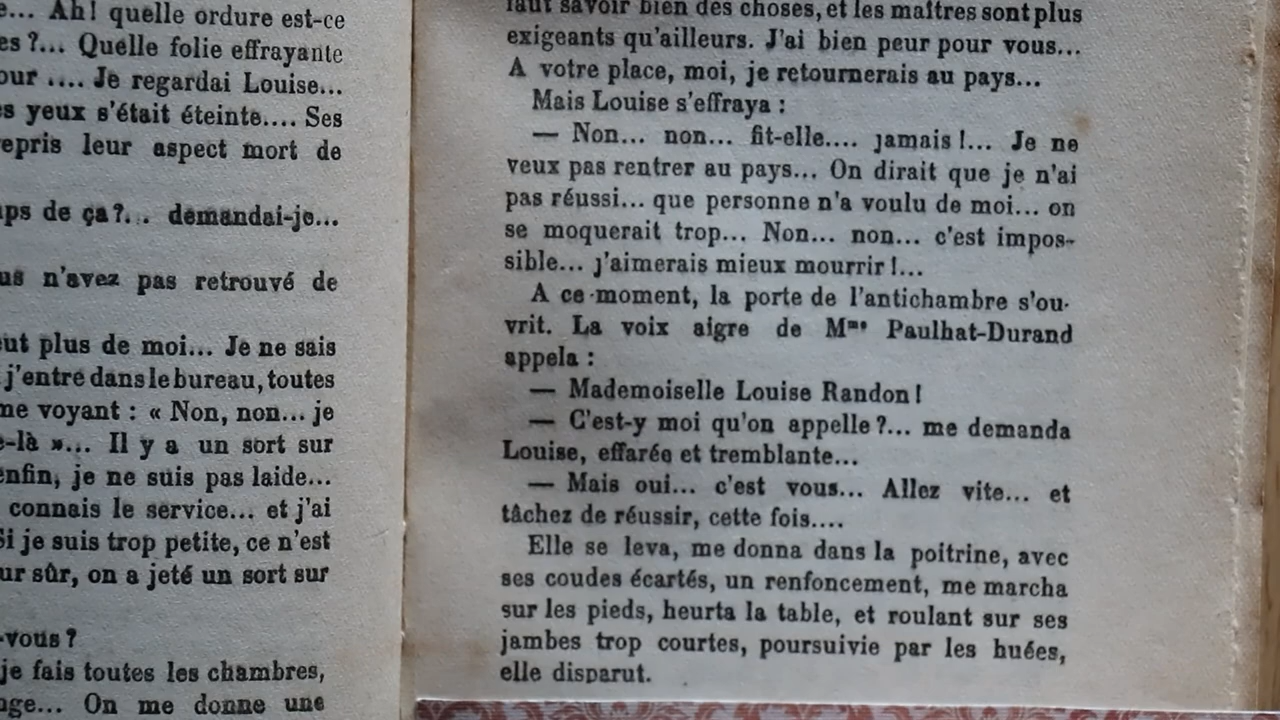 Ah! quelle ordure est-ce
?... Quelle folie effrayante
.... Je regardai Louise...
yeux s'était éteinte.... Ses
leur aspect mort de
de ça?... demandai-je...
n'avez pas retrouvé de
plus de moi... Je ne sais
j'entre dans le bureau, toutes
voyant : « Non, non... je
-là »... Il y a un sort sur
enfin, je ne suis pas laide...
connais le service... et j'ai
Si je suis trop petite, ce n'est
sûr, on a jeté un sort sur
-vous ?
je fais toutes les chambres,
On me donne une
faut savoir bien des choses, et les maîtres sont plus
exigeants qu'ailleurs. J'ai bien peur pour vous...
A votre place, moi, je retournerais au pays...
Mais Louise s'effraya :
— Non... non... fit-elle.... jamais !... Je ne
veux pas rentrer au pays... On dirait que je n'ai
pas réussi... que personne n'a voulu de moi... on
se moquerait trop... Non... non... c'est impos-
sible... j'aimerais mieux mourrir !...
A ce moment, la porte de l'antichambre s'ou-
vrit. La voix aigre de Mme Paulhat-Durand
appela :
— Mademoiselle Louise Randon !
— C'est-y moi qu'on appelle ?... me demanda
Louise, effarée et tremblante...
— Mais oui... c'est vous... Allez vite... et
tâchez de réussir, cette fois....
Elle se leva, me donna dans la poitrine, avec
ses coudes écartés, un renfoncement, me marcha
sur les pieds, heurta la table, et roulant sur ses
jambes trop courtes, poursuivie par les huées,
elle disparut.